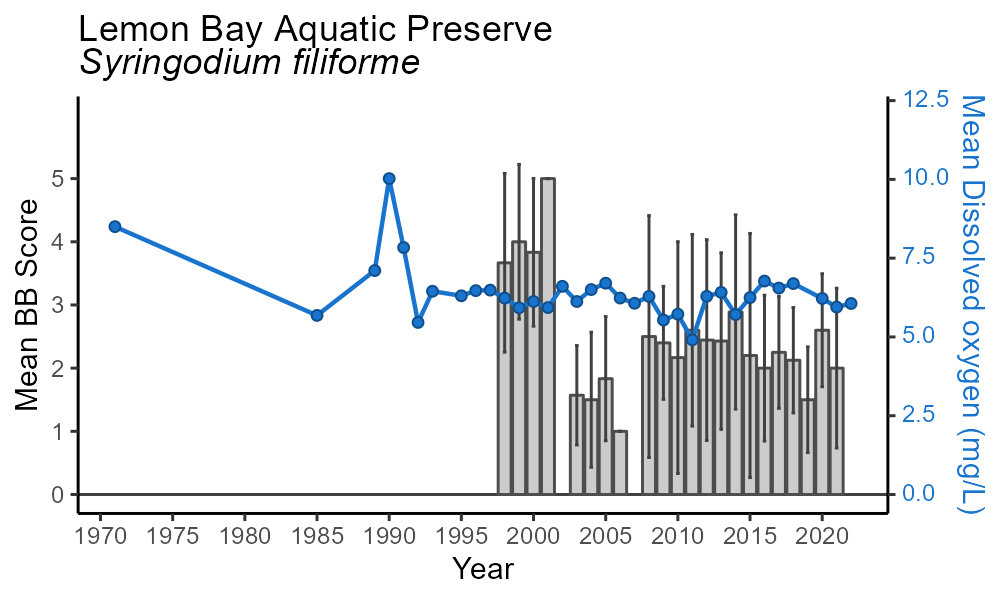 Lemon Bay Aquatic Preserve
Syringodium filiforme
Mean BB Score
5
4
3
2
1
0
12.5
10.0
7.5
5.0
2.5
0.0
Mean Dissolved oxygen (mg/L)
1970 1975 1980 1985 1990 1995 2000 2005 2010 2015 2020
Year